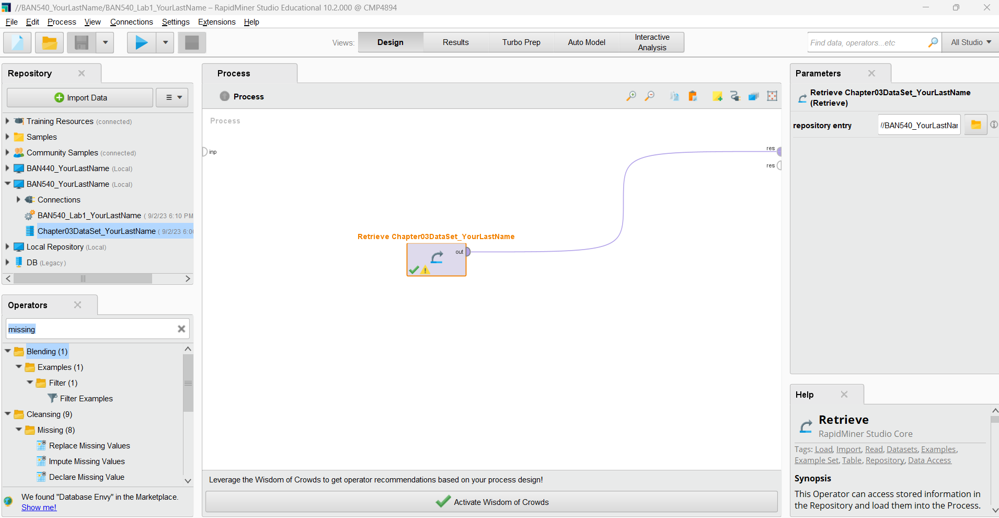 //BAN540_YourLastName/BAN540_Lab1_YourLastName – RapidMiner Studio Educational 10.2.000 @ CMP4894
File Edit Process View Connections Settings Extensions Help
Views: Design Results Turbo Prep Auto Model Interactive Analysis
Find data, operators...etc All Studio
Repository
Import Data
Training Resources (connected)
Samples
Community Samples (connected)
BAN440_YourLastName (Local)
BAN540_YourLastName (Local)
Connections
BAN540_Lab1_YourLastName ( 9/2/23 6:10 PM
Chapter03DataSet_YourLastName ( 9/2/23 6:0
Local Repository (Local)
DB (Legacy)
Operators
missing
Blending (1)
Examples (1)
Filter (1)
Filter Examples
Cleansing (9)
Missing (8)
Replace Missing Values
Impute Missing Values
Declare Missing Value
We found "Database Envy" in the Marketplace.
Show me!
Process
Process
Process
inp
res
res
Retrieve Chapter03DataSet_YourLastName
out
Leverage the Wisdom of Crowds to get operator recommendations based on your process design!
Activate Wisdom of Crowds
Parameters
Retrieve Chapter03DataSet_YourLastName
(Retrieve)
repository entry //BAN540_YourLastNar
Help
Retrieve
RapidMiner Studio Core
Tags: Load, Import, Read, Datasets, Examples,
Example Set, Table, Repository, Data Access
Synopsis
This Operator can access stored information in
the Repository and load them into the Process.